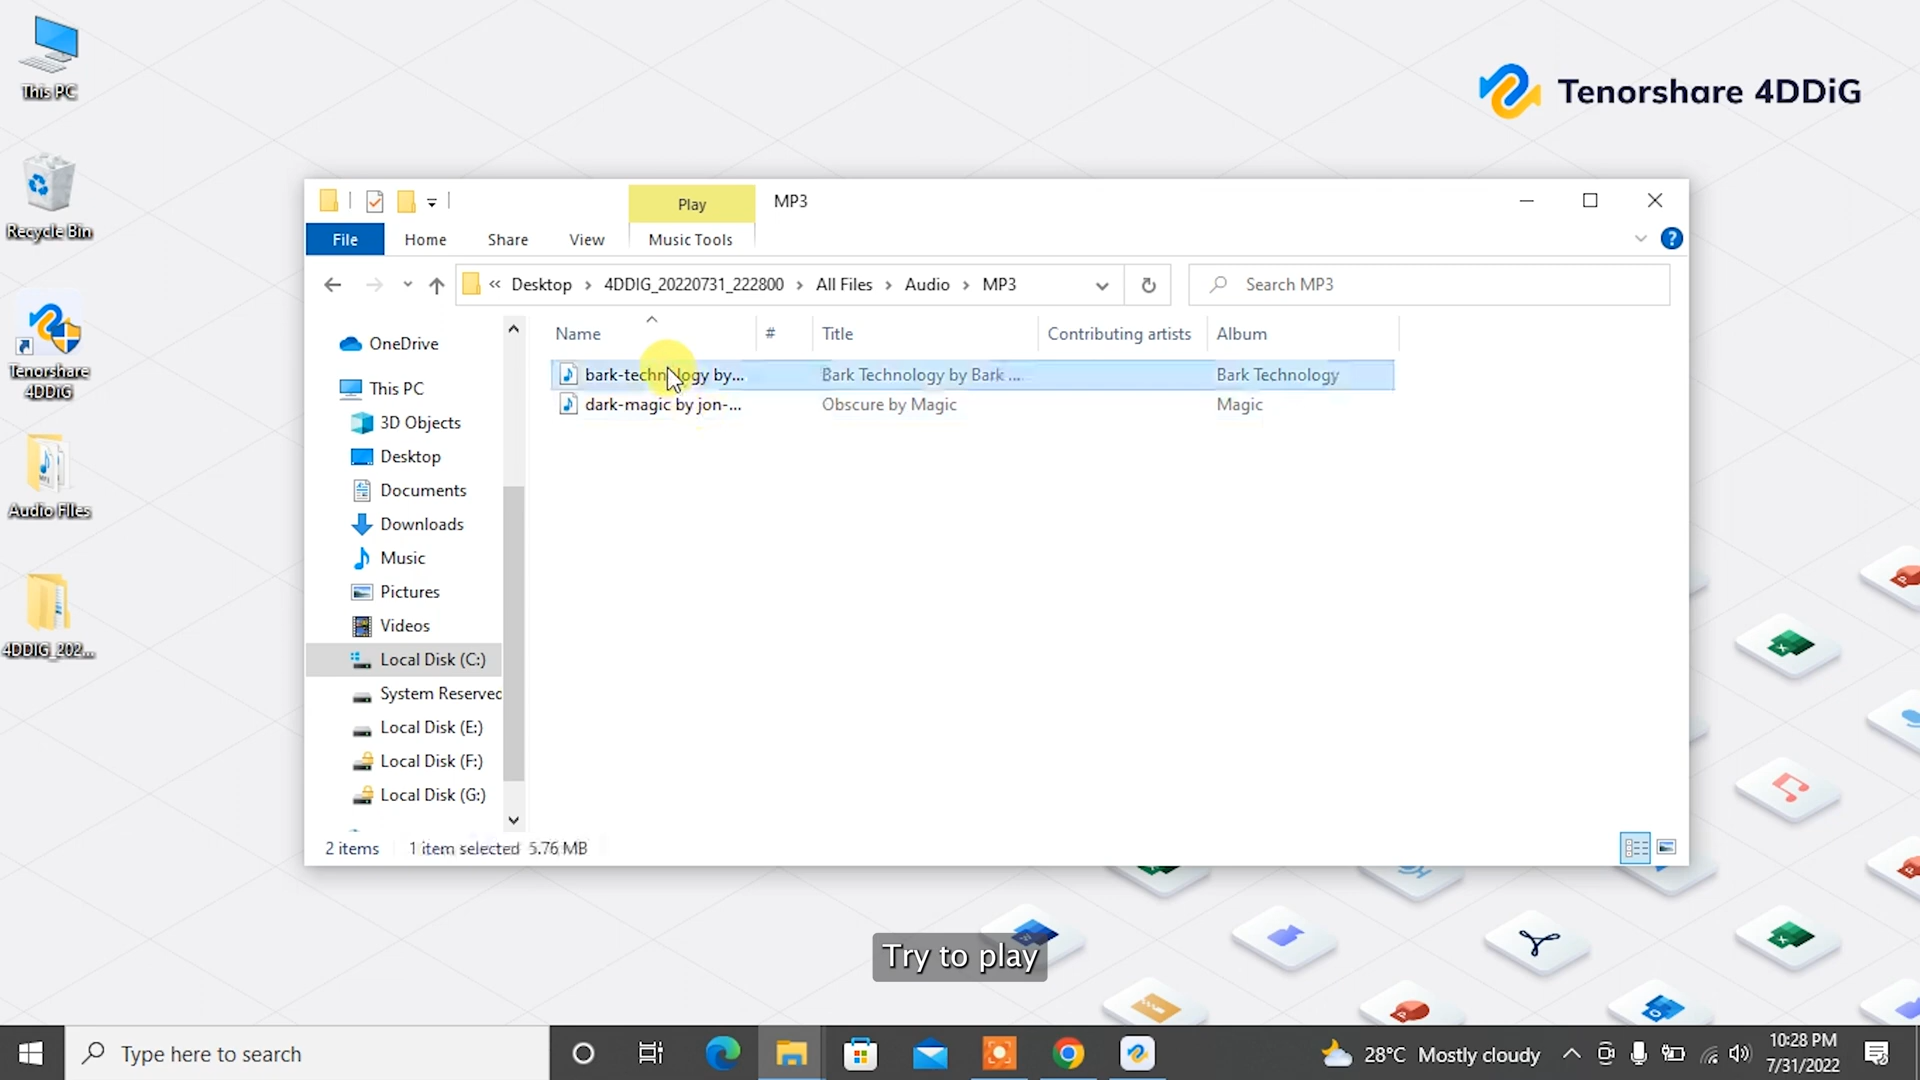 This PC
Recycle Bin
Tenorshare
4DDiG
Audio Files
4DDIG_202...
Tenorshare 4DDiG
Play
MP3
File
Home
Share
View
Music Tools
«
Desktop
4DDIG_20220731_222800
All Files
Audio
MP3
Search MP3
OneDrive
This PC
3D Objects
Desktop
Documents
Downloads
Music
Pictures
Videos
Local Disk (C:)
System Reserved
Local Disk (E:)
Local Disk (F:)
Local Disk (G:)
Name
#
Title
Contributing artists
Album
bark-technology by...
Bark Technology by Bark ...
Bark Technology
dark-magic by jon-...
Obscure by Magic
Magic
2 items
1 item selected 5.76 MB
Try to play
Type here to search
28°C Mostly cloudy
10:28 PM
7/31/2022